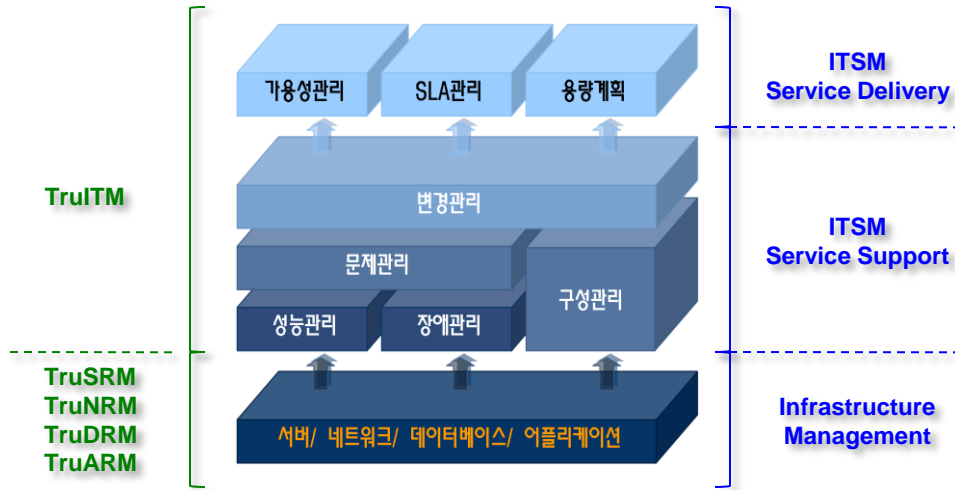 가용성관리
SLA관리
용량계획
ITSM
Service Delivery
TruITM
변경관리
문제관리
구성관리
성능관리
장애관리
ITSM
Service Support
TruSRM
TruNRM
TruDRM
TruARM
서버/ 네트워크/ 데이터베이스/ 어플리케이션
Infrastructure
Management